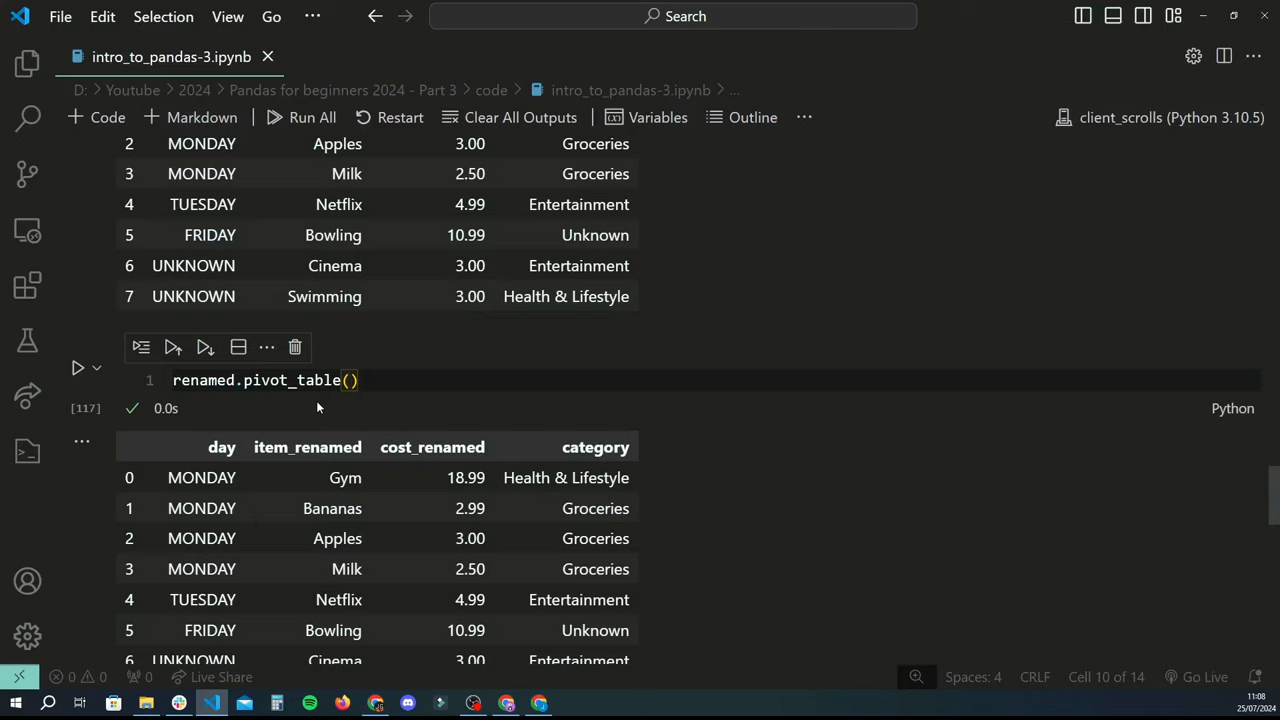 File Edit Selection View Go ··· Search
intro_to_pandas-3.ipynb
D: > Youtube > 2024 > Pandas for beginners 2024 - Part 3 > code > intro_to_pandas-3.ipynb > ...
+ Code + Markdown Run All Restart Clear All Outputs Variables Outline ··· client_scrolls (Python 3.10.5)
2 MONDAY Apples 3.00 Groceries
3 MONDAY Milk 2.50 Groceries
4 TUESDAY Netflix 4.99 Entertainment
5 FRIDAY Bowling 10.99 Unknown
6 UNKNOWN Cinema 3.00 Entertainment
7 UNKNOWN Swimming 3.00 Health & Lifestyle
1 renamed.pivot_table()
[117] 0.0s Python
day item_renamed cost_renamed category
0 MONDAY Gym 18.99 Health & Lifestyle
1 MONDAY Bananas 2.99 Groceries
2 MONDAY Apples 3.00 Groceries
3 MONDAY Milk 2.50 Groceries
4 TUESDAY Netflix 4.99 Entertainment
5 FRIDAY Bowling 10.99 Unknown
6 UNKNOWN Cinema 3.00 Entertainment
0 0 0 Live Share Spaces: 4 CRLF Cell 10 of 14 Go Live
11:08
25/07/2024